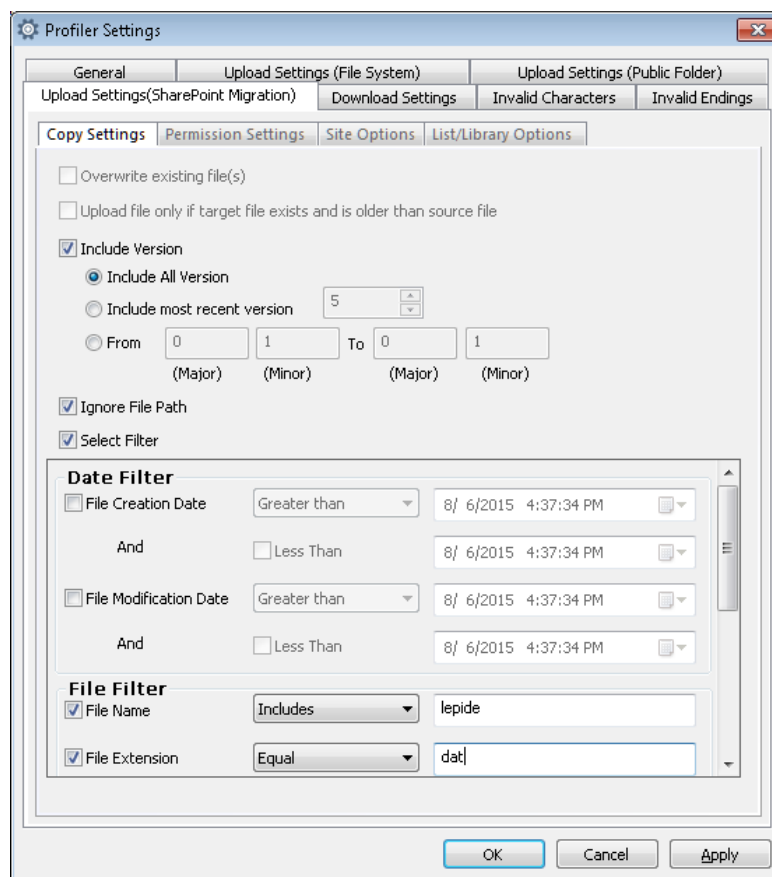 Profiler Settings
General Upload Settings (File System) Upload Settings (Public Folder)
Upload Settings(SharePoint Migration) Download Settings Invalid Characters Invalid Endings
Copy Settings Permission Settings Site Options List/Library Options
Overwrite existing file(s)
Upload file only if target file exists and is older than source file
Include Version
Include All Version
Include most recent version 5
From 0 1 To 0 1
(Major) (Minor) (Major) (Minor)
Ignore File Path
Select Filter
Date Filter
File Creation Date Greater than 8/ 6/2015 4:37:34 PM
And Less Than 8/ 6/2015 4:37:34 PM
File Modification Date Greater than 8/ 6/2015 4:37:34 PM
And Less Than 8/ 6/2015 4:37:34 PM
File Filter
File Name Includes lepide
File Extension Equal dat
OK Cancel Apply